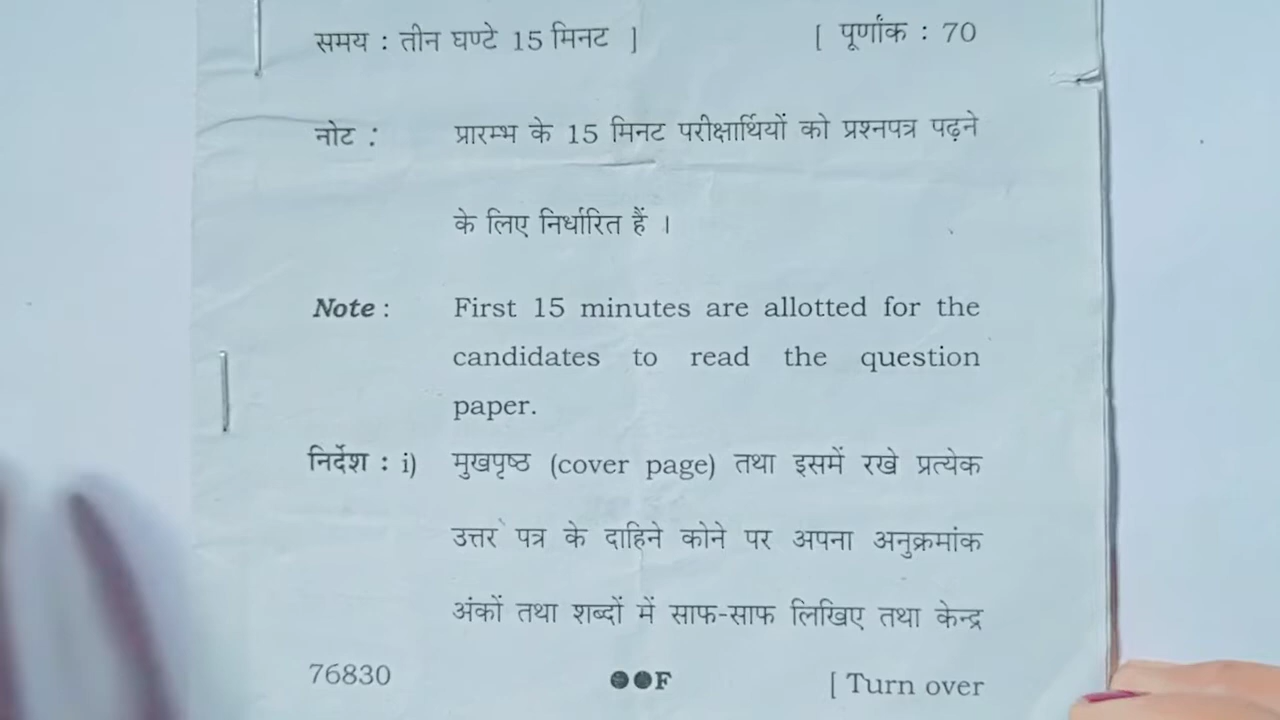 समय : तीन घण्टे 15 मिनट ] [ पूर्णांक : 70
नोट : प्रारम्भ के 15 मिनट परीक्षार्थियों को प्रश्नपत्र पढ़ने
के लिए निर्धारित हैं ।
Note : First 15 minutes are allotted for the
candidates to read the question
paper.
निर्देश : i) मुखपृष्ठ (cover page) तथा इसमें रखे प्रत्येक
उत्तर पत्र के दाहिने कोने पर अपना अनुक्रमांक
अंकों तथा शब्दों में साफ-साफ लिखिए तथा केन्द्र
76830 ●●F [ Turn over